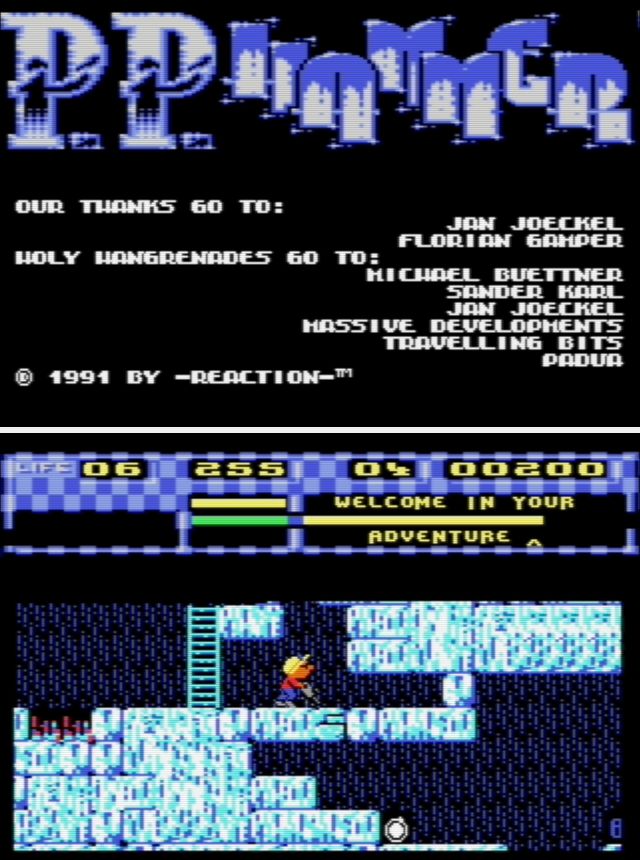 P.P. HAMMER
OUR THANKS GO TO:
JAN JOECKEL
FLORIAN GAMPER
HOLY HANGRENADES GO TO:
MICHAEL BUETTNER
SANDER KARL
JAN JOECKEL
MASSIVE DEVELOPMENTS
TRAVELLING BITS
PADUA
© 1991 BY -REACTION-™
LIFE 06 255 04 00200
WELCOME IN YOUR
ADVENTURE